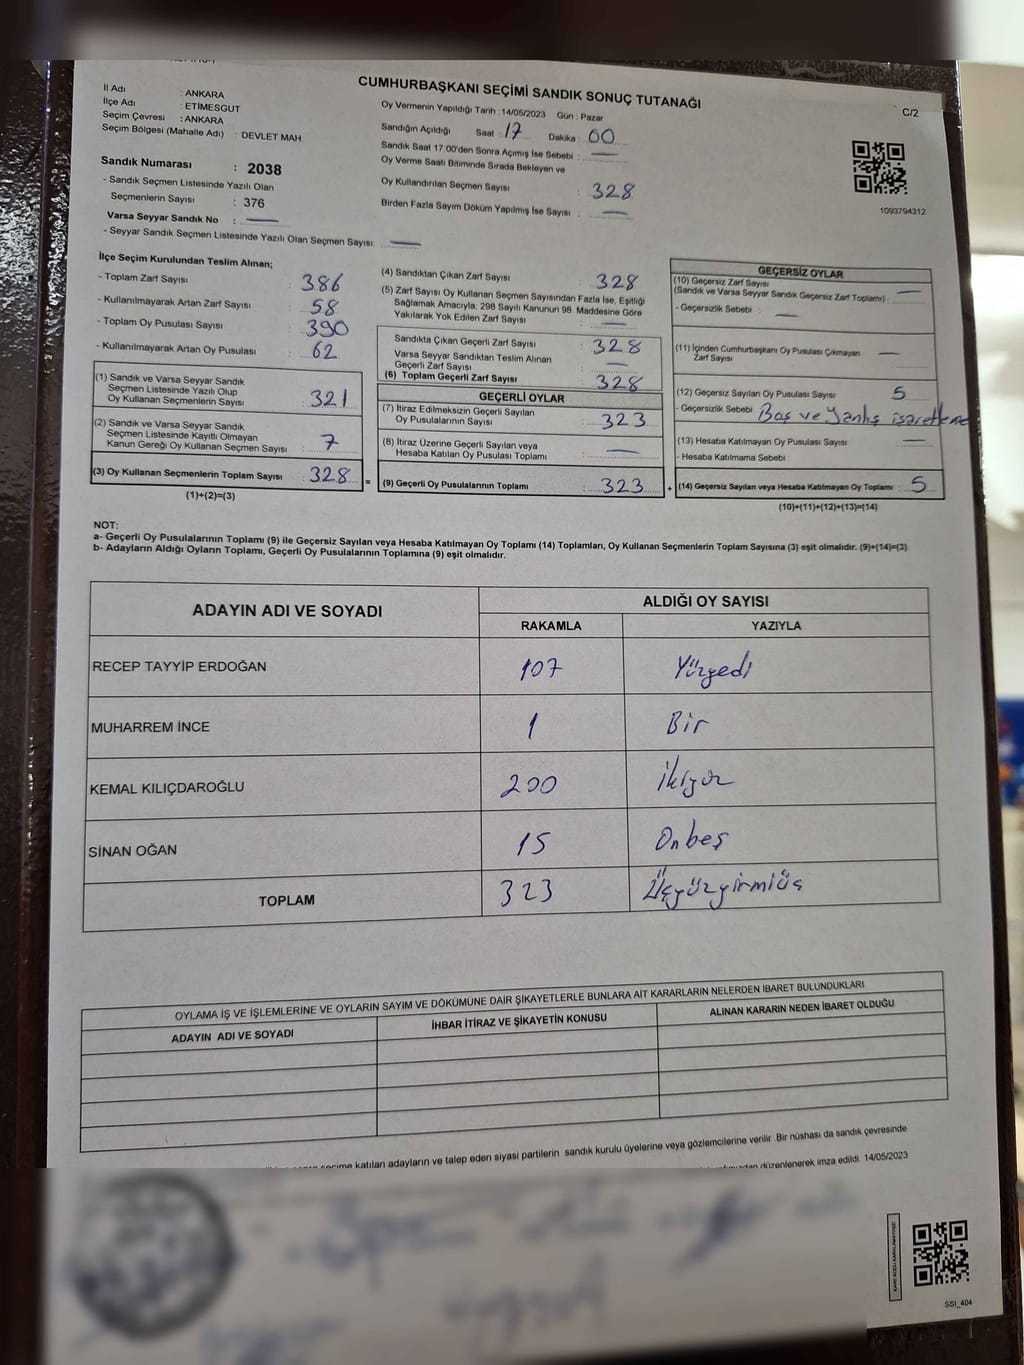 CUMHURBAŞKANI SEÇİMİ SANDIK SONUÇ TUTANAĞI
C/2
İl Adı : ANKARA
İlçe Adı : ETİMESGUT
Seçim Çevresi : ANKARA
Seçim Bölgesi (Mahalle Adı) : DEVLET MAH.
Sandık Numarası : 2038
- Sandık Seçmen Listesinde Yazılı Olan
Seçmenlerin Sayısı : 376
Varsa Seyyar Sandık No : —
- Seyyar Sandık Seçmen Listesinde Yazılı Olan Seçmen Sayısı: —
Oy Vermenin Yapıldığı Tarih : 14/05/2023 Gün : Pazar
Sandığın Açıldığı Saat : 17 Dakika : 00
Sandık Saat 17.00'den Sonra Açımış İse Sebebi : —
Oy Verme Saati Bitiminde Sırada Bekleyen ve
Oy Kullandırılan Seçmen Sayısı : 328
Birden Fazla Sayım Döküm Yapılmış İse Sayısı : —
1093794312
İlçe Seçim Kurulundan Teslim Alınan;
- Toplam Zarf Sayısı : 386
- Kullanılmayarak Artan Zarf Sayısı : 58
- Toplam Oy Pusulası Sayısı : 390
- Kullanılmayarak Artan Oy Pusulası : 62
(1) Sandık ve Varsa Seyyar Sandık
Seçmen Listesinde Yazılı Olup
Oy Kullanan Seçmenlerin Sayısı : 321
(2) Sandık ve Varsa Seyyar Sandık
Seçmen Listesinde Kayıtlı Olmayan
Kanun Gereği Oy Kullanan Seçmen Sayısı : 7
(3) Oy Kullanan Seçmenlerin Toplam Sayısı : 328 =
(1)+(2)=(3)
(4) Sandıktan Çıkan Zarf Sayısı : 328
(5) Zarf Sayısı Oy Kullanan Seçmen Sayısından Fazla İse, Eşitliği
Sağlamak Amacıyla, 298 Sayılı Kanunun 98. Maddesine Göre
Yakılarak Yok Edilen Zarf Sayısı : —
Sandıkta Çıkan Geçerli Zarf Sayısı : 328
Varsa Seyyar Sandıktan Teslim Alınan
Geçerli Zarf Sayısı : —
(6) Toplam Geçerli Zarf Sayısı : 328
GEÇERLİ OYLAR
(7) İtiraz Edilmeksizin Geçerli Sayılan
Oy Pusulalarının Sayısı : 323
(8) İtiraz Üzerine Geçerli Sayılan veya
Hesaba Katılan Oy Pusulası Toplamı : —
(9) Geçerli Oy Pusulalarının Toplamı : 323 +
GEÇERSİZ OYLAR
(10) Geçersiz Zarf Sayısı
(Sandık ve Varsa Seyyar Sandık Geçersiz Zarf Toplamı) : —
- Geçersizlik Sebebi : —
(11) İçinden Cumhurbaşkanı Oy Pusulası Çıkmayan
Zarf Sayısı : —
(12) Geçersiz Sayılan Oy Pusulası Sayısı : 5
- Geçersizlik Sebebi : Boş ve Yanlış işaretleme
(13) Hesaba Katılmayan Oy Pusulası Sayısı : —
- Hesaba Katılmama Sebebi :
(14) Geçersiz Sayılan veya Hesaba Katılmayan Oy Toplamı : 5
(10)+(11)+(12)+(13)=(14)
NOT:
a- Geçerli Oy Pusulalarının Toplamı (9) ile Geçersiz Sayılan veya Hesaba Katılmayan Oy Toplamı (14) Toplamları, Oy Kullanan Seçmenlerin Toplam Sayısına (3) eşit olmalıdır. (9)+(14)=(3)
b- Adayların Aldığı Oyların Toplamı, Geçerli Oy Pusulalarının Toplamına (9) eşit olmalıdır.
ADAYIN ADI VE SOYADI
ALDIĞI OY SAYISI
RAKAMLA YAZIYLA
RECEP TAYYİP ERDOĞAN 107 Yüzyedi
MUHARREM İNCE 1 Bir
KEMAL KILIÇDAROĞLU 200 İkiyüz
SİNAN OĞAN 15 Onbeş
TOPLAM 323 Üçyüzyirmiüç
OYLAMA İŞ VE İŞLEMLERİNE VE OYLARIN SAYIM VE DÖKÜMÜNE DAİR ŞİKAYETLERLE BUNLARA AİT KARARLARIN NELERDEN İBARET BULUNDUKLARI
ADAYIN ADI VE SOYADI İHBAR İTİRAZ VE ŞİKAYETİN KONUSU ALINAN KARARIN NEDEN İBARET OLDUĞU
seçime katılan adayların ve talep eden siyasi partilerin sandık kurulu üyelerine veya gözlemcilerine verilir. Bir nüshası da sandık çevresinde
düzenlenerek imza edildi. 14/05/2023
SSI_404